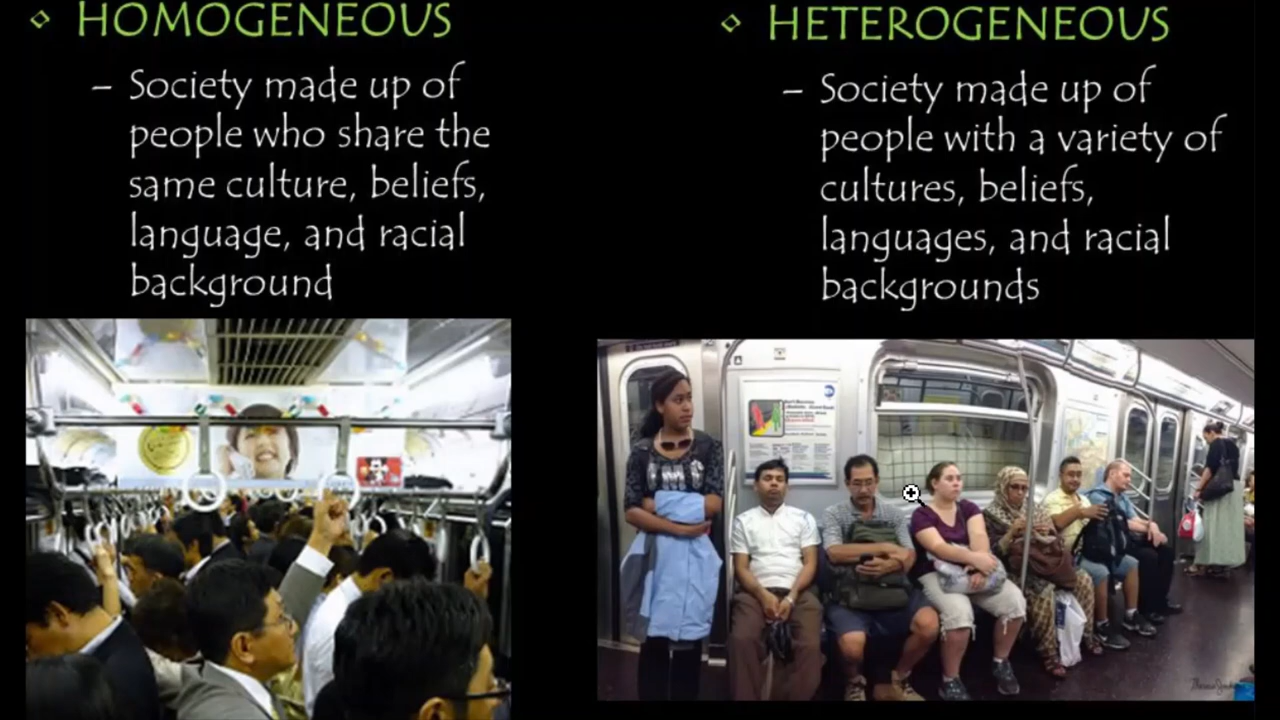 HOMOGENEOUS
– Society made up of
people who share the
same culture, beliefs,
language, and racial
background
HETEROGENEOUS
– Society made up of
people with a variety of
cultures, beliefs,
languages, and racial
backgrounds